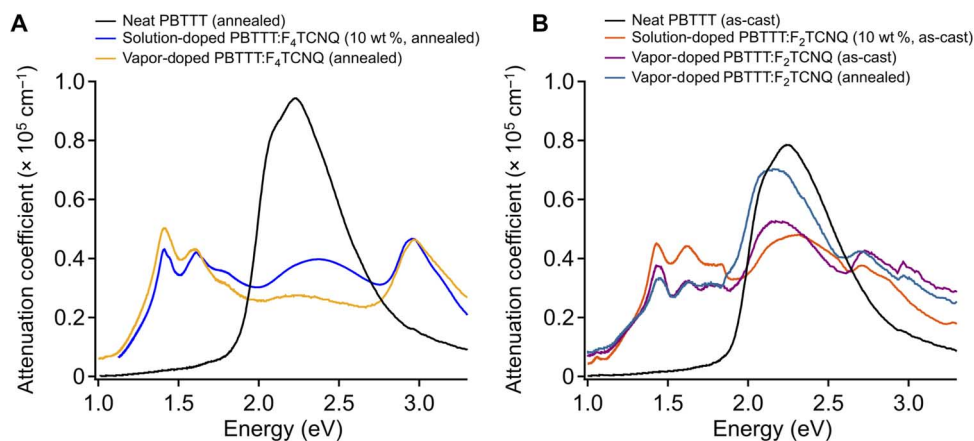 A
Neat PBTTT (annealed)
Solution-doped PBTTT:F₄TCNQ (10 wt %, annealed)
Vapor-doped PBTTT:F₄TCNQ (annealed)
Attenuation coefficient (× 10⁵ cm⁻¹)
1.0
0.8
0.6
0.4
0.2
0
1.0 1.5 2.0 2.5 3.0
Energy (eV)
B
Neat PBTTT (as-cast)
Solution-doped PBTTT:F₂TCNQ (10 wt %, as-cast)
Vapor-doped PBTTT:F₂TCNQ (as-cast)
Vapor-doped PBTTT:F₂TCNQ (annealed)
Attenuation coefficient (× 10⁵ cm⁻¹)
1.0
0.8
0.6
0.4
0.2
0
1.0 1.5 2.0 2.5 3.0
Energy (eV)